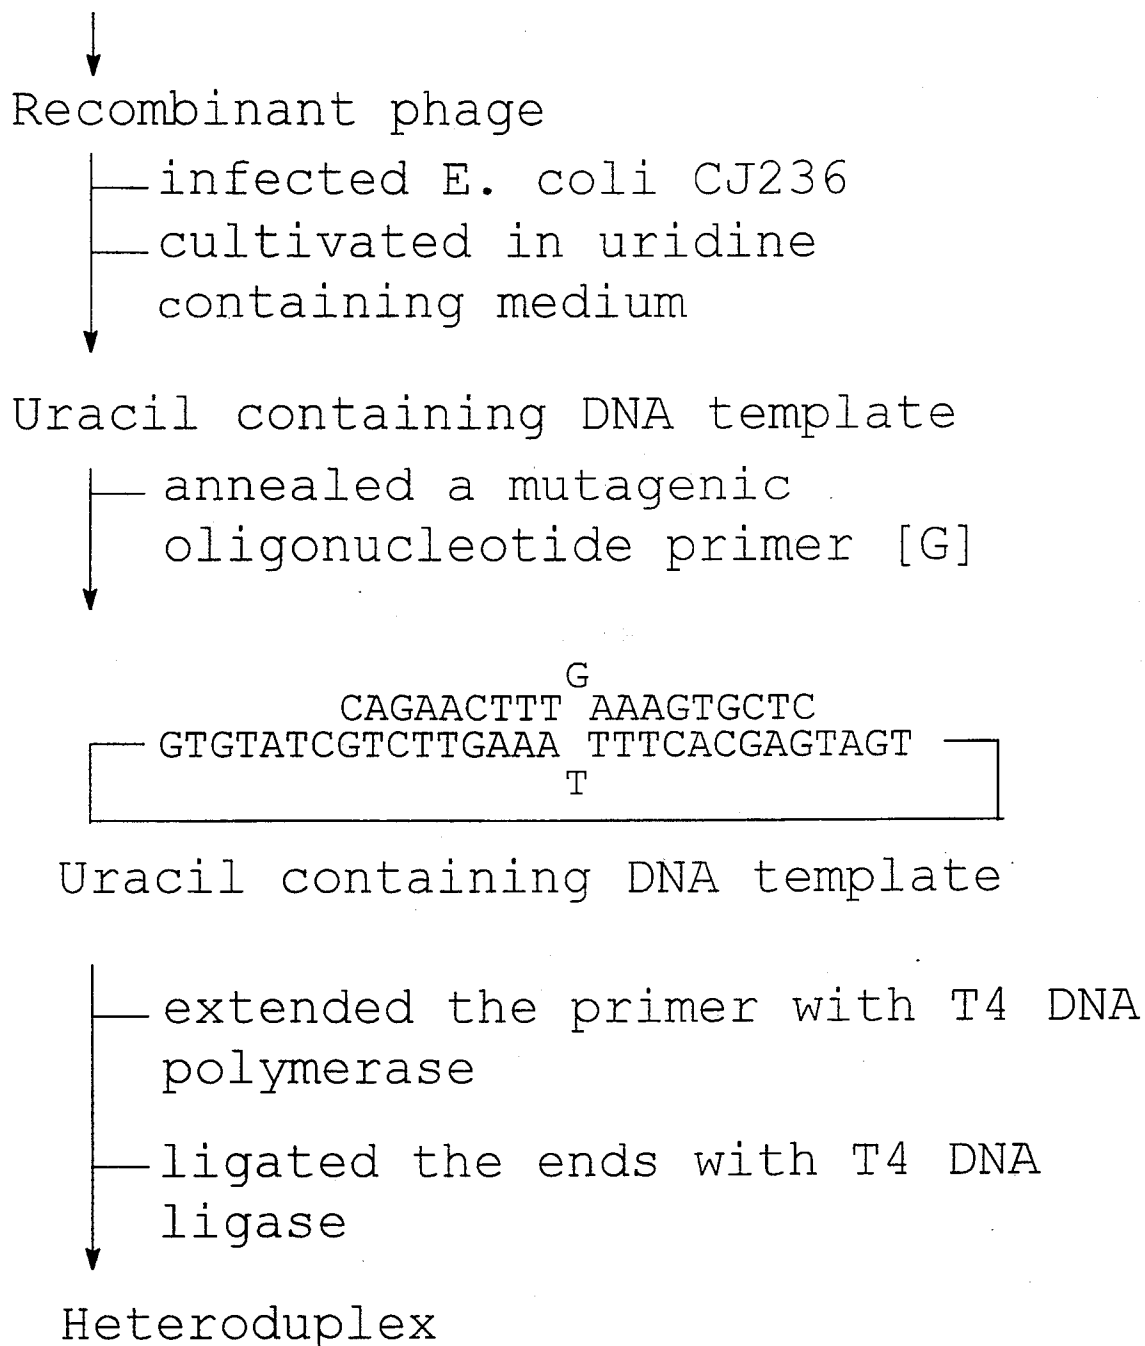 Recombinant phage
infected E. coli CJ236
cultivated in uridine
containing medium
Uracil containing DNA template
annealed a mutagenic
oligonucleotide primer [G]
G
CAGAACTTT AAAGTGCTC
GTGTATCGTCTTGAAA TTTCACGAGTAGT
T
Uracil containing DNA template
extended the primer with T4 DNA
polymerase
ligated the ends with T4 DNA
ligase
Heteroduplex